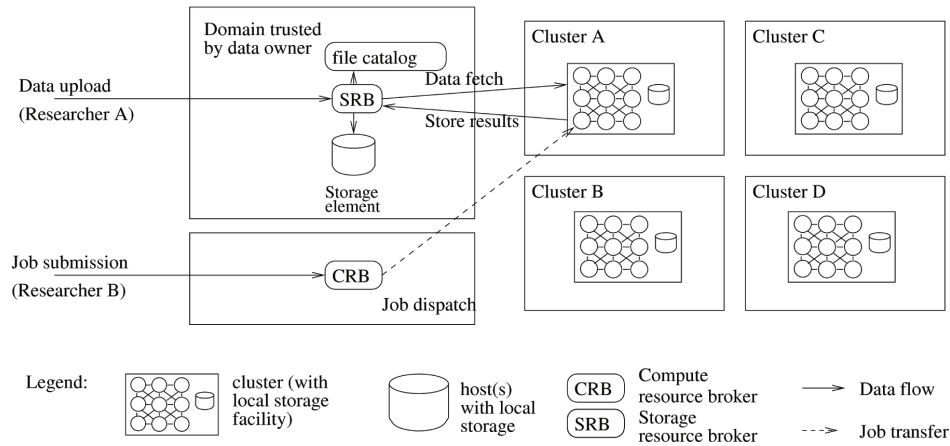 Domain trusted
by data owner
file catalog
Data upload
(Researcher A)
SRB
Data fetch
Store results
Storage
element
Cluster A
Cluster C
Cluster B
Cluster D
Job submission
(Researcher B)
CRB
Job dispatch
Legend:
cluster (with
local storage
facility)
host(s)
with local
storage
CRB
Compute
resource broker
SRB
Storage
resource broker
Data flow
Job transfer